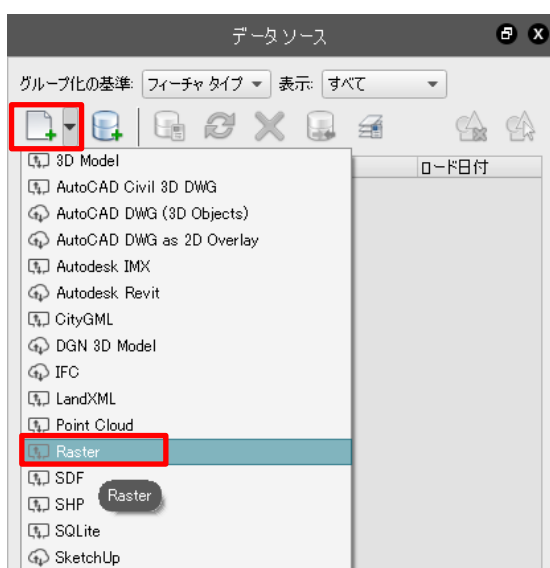 データ ソース
グループ化の基準: フィーチャ タイプ 表示: すべて
ロード日付
3D Model
AutoCAD Civil 3D DWG
AutoCAD DWG (3D Objects)
AutoCAD DWG as 2D Overlay
Autodesk IMX
Autodesk Revit
CityGML
DGN 3D Model
IFC
LandXML
Point Cloud
Raster
SDF
Raster
SHP
SQLite
SketchUp